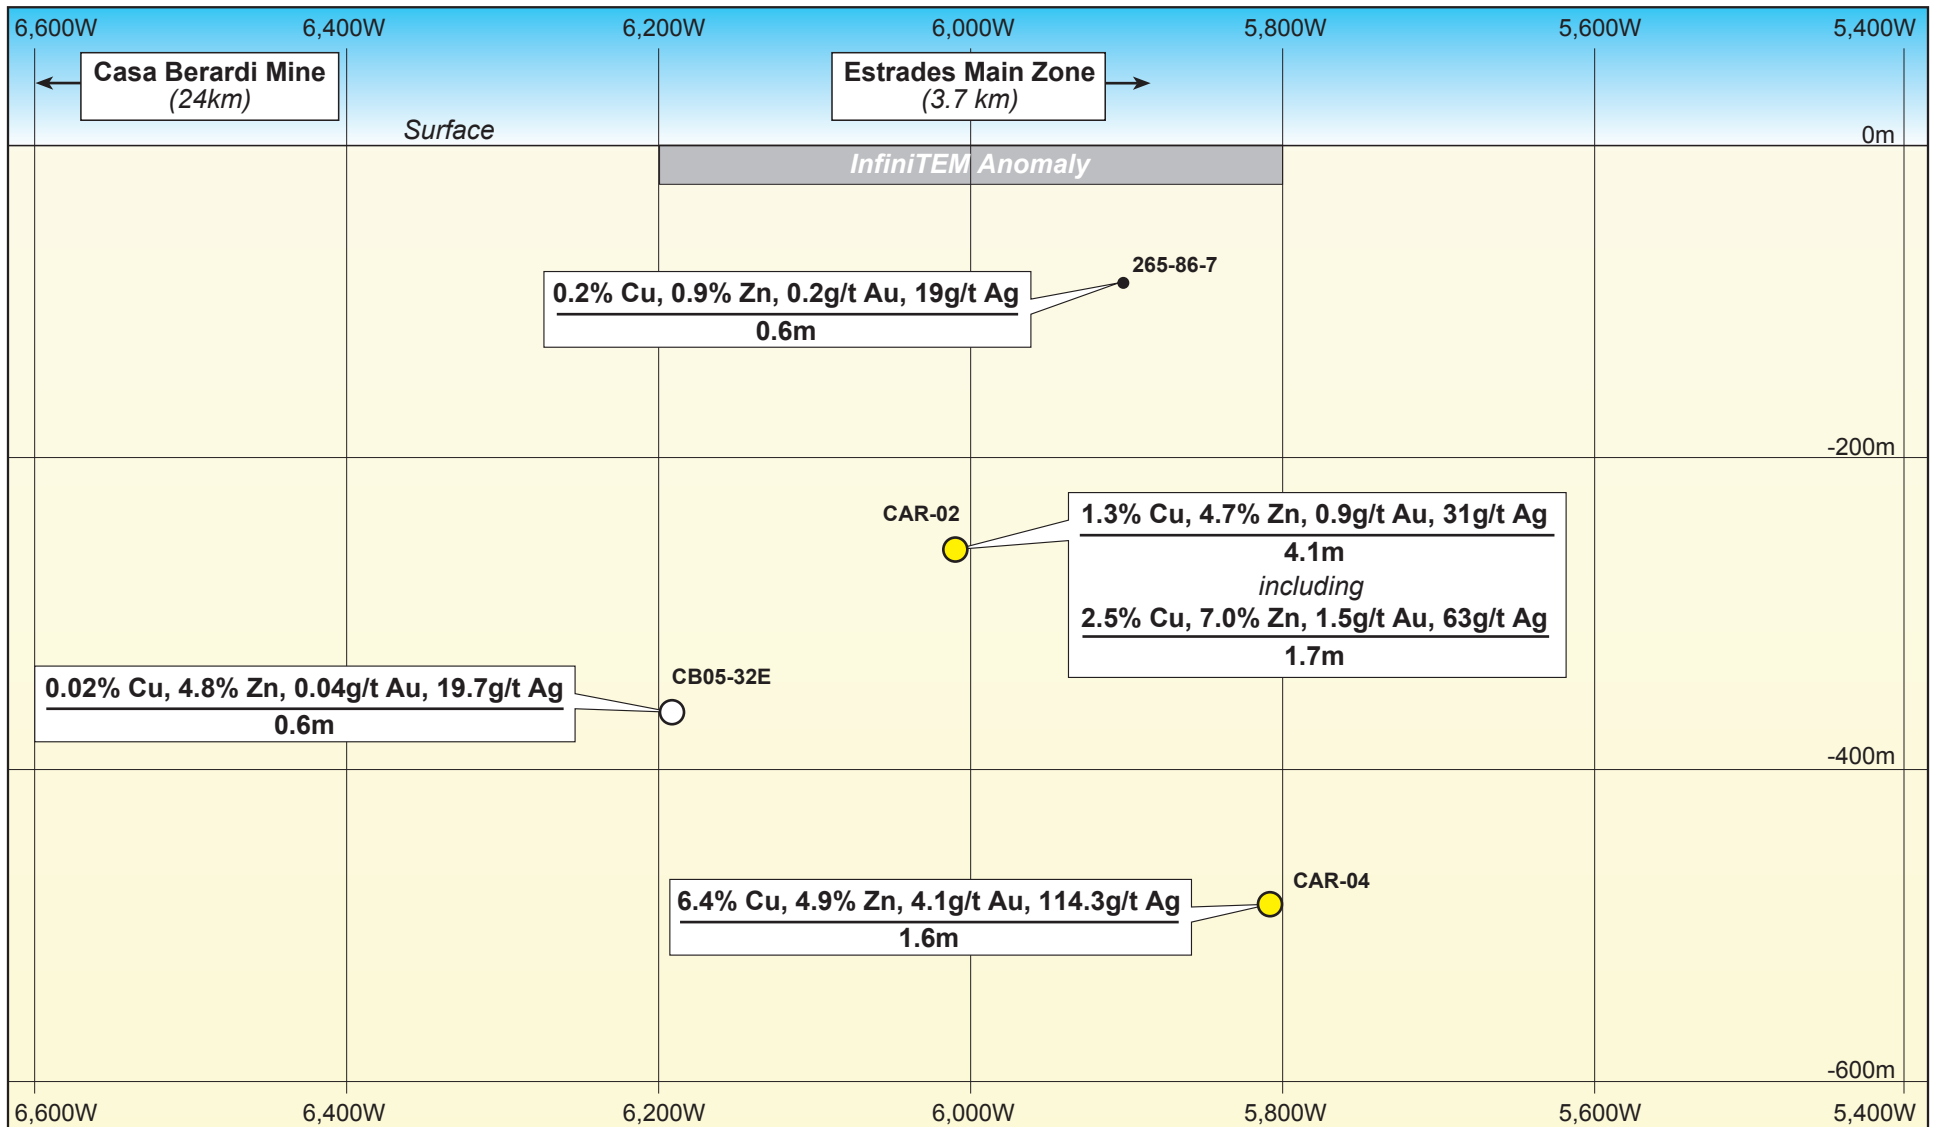 6,600W 6,400W 6,200W 6,000W 5,800W 5,600W 5,400W
Casa Berardi Mine
(24km)
Estrades Main Zone
(3.7 km)
Surface
0m
InfiniTEM Anomaly
265-86-7
0.2% Cu, 0.9% Zn, 0.2g/t Au, 19g/t Ag
0.6m
-200m
CAR-02
1.3% Cu, 4.7% Zn, 0.9g/t Au, 31g/t Ag
4.1m
including
2.5% Cu, 7.0% Zn, 1.5g/t Au, 63g/t Ag
1.7m
CB05-32E
0.02% Cu, 4.8% Zn, 0.04g/t Au, 19.7g/t Ag
0.6m
-400m
CAR-04
6.4% Cu, 4.9% Zn, 4.1g/t Au, 114.3g/t Ag
1.6m
-600m
6,600W 6,400W 6,200W 6,000W 5,800W 5,600W 5,400W